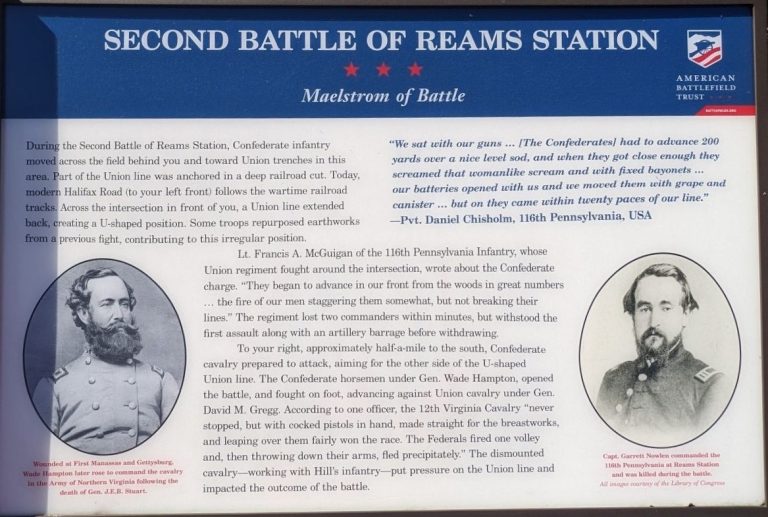 SECOND BATTLE OF REAMS STATION
Maelstrom of Battle
AMERICAN
BATTLEFIELD
TRUST
BATTLEFIELDS.ORG
During the Second Battle of Reams Station, Confederate infantry
moved across the field behind you and toward Union trenches in this
area. Part of the Union line was anchored in a deep railroad cut. Today,
modern Halifax Road (to your left front) follows the wartime railroad
tracks. Across the intersection in front of you, a Union line extended
back, creating a U-shaped position. Some troops repurposed earthworks
from a previous fight, contributing to this irregular position.
"We sat with our guns ... [The Confederates] had to advance 200
yards over a nice level sod, and when they got close enough they
screamed that womanlike scream and with fixed bayonets ...
our batteries opened with us and we moved them with grape and
canister ... but on they came within twenty paces of our line."
—Pvt. Daniel Chisholm, 116th Pennsylvania, USA
Lt. Francis A. McGuigan of the 116th Pennsylvania Infantry, whose
Union regiment fought around the intersection, wrote about the Confederate
charge. "They began to advance in our front from the woods in great numbers
... the fire of our men staggering them somewhat, but not breaking their
lines." The regiment lost two commanders within minutes, but withstood the
first assault along with an artillery barrage before withdrawing.
To your right, approximately half-a-mile to the south, Confederate
cavalry prepared to attack, aiming for the other side of the U-shaped
Union line. The Confederate horsemen under Gen. Wade Hampton, opened
the battle, and fought on foot, advancing against Union cavalry under Gen.
David M. Gregg. According to one officer, the 12th Virginia Cavalry "never
stopped, but with cocked pistols in hand, made straight for the breastworks,
and leaping over them fairly won the race. The Federals fired one volley
and, then throwing down their arms, fled precipitately." The dismounted
cavalry—working with Hill's infantry—put pressure on the Union line and
impacted the outcome of the battle.
Wounded at First Manassas and Gettysburg,
Wade Hampton later rose to command the cavalry
in the Army of Northern Virginia following the
death of Gen. J.E.B. Stuart.
Capt. Garrett Nowlen commanded the
116th Pennsylvania at Reams Station
and was killed during the battle.
All images courtesy of the Library of Congress